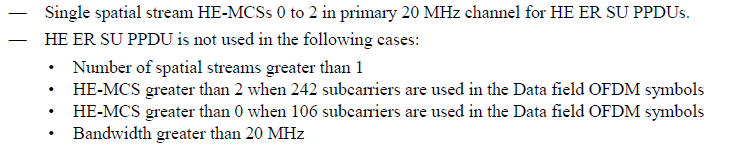 — Single spatial stream HE-MCSs 0 to 2 in primary 20 MHz channel for HE ER SU PPDUs.
— HE ER SU PPDU is not used in the following cases:
• Number of spatial streams greater than 1
• HE-MCS greater than 2 when 242 subcarriers are used in the Data field OFDM symbols
• HE-MCS greater than 0 when 106 subcarriers are used in the Data field OFDM symbols
• Bandwidth greater than 20 MHz